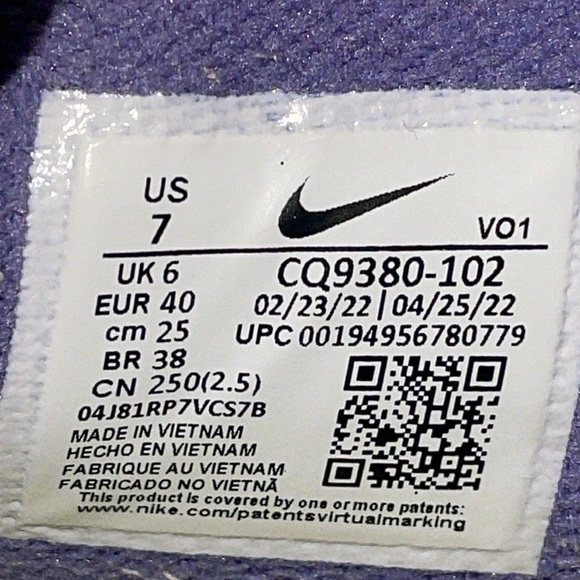 US
7
VO1
UK 6
EUR 40
cm 25
BR 38
CN 250(2.5)
04J81RP7VCS7B
CQ9380-102
02/23/22 | 04/25/22
UPC 00194956780779
MADE IN VIETNAM
HECHO EN VIETNAM
FABRIQUE AU VIETNAM
FABRICADO NO VIETNÃ
This product is covered by one or more patents:
www.nike.com/patentsvirtualmarking